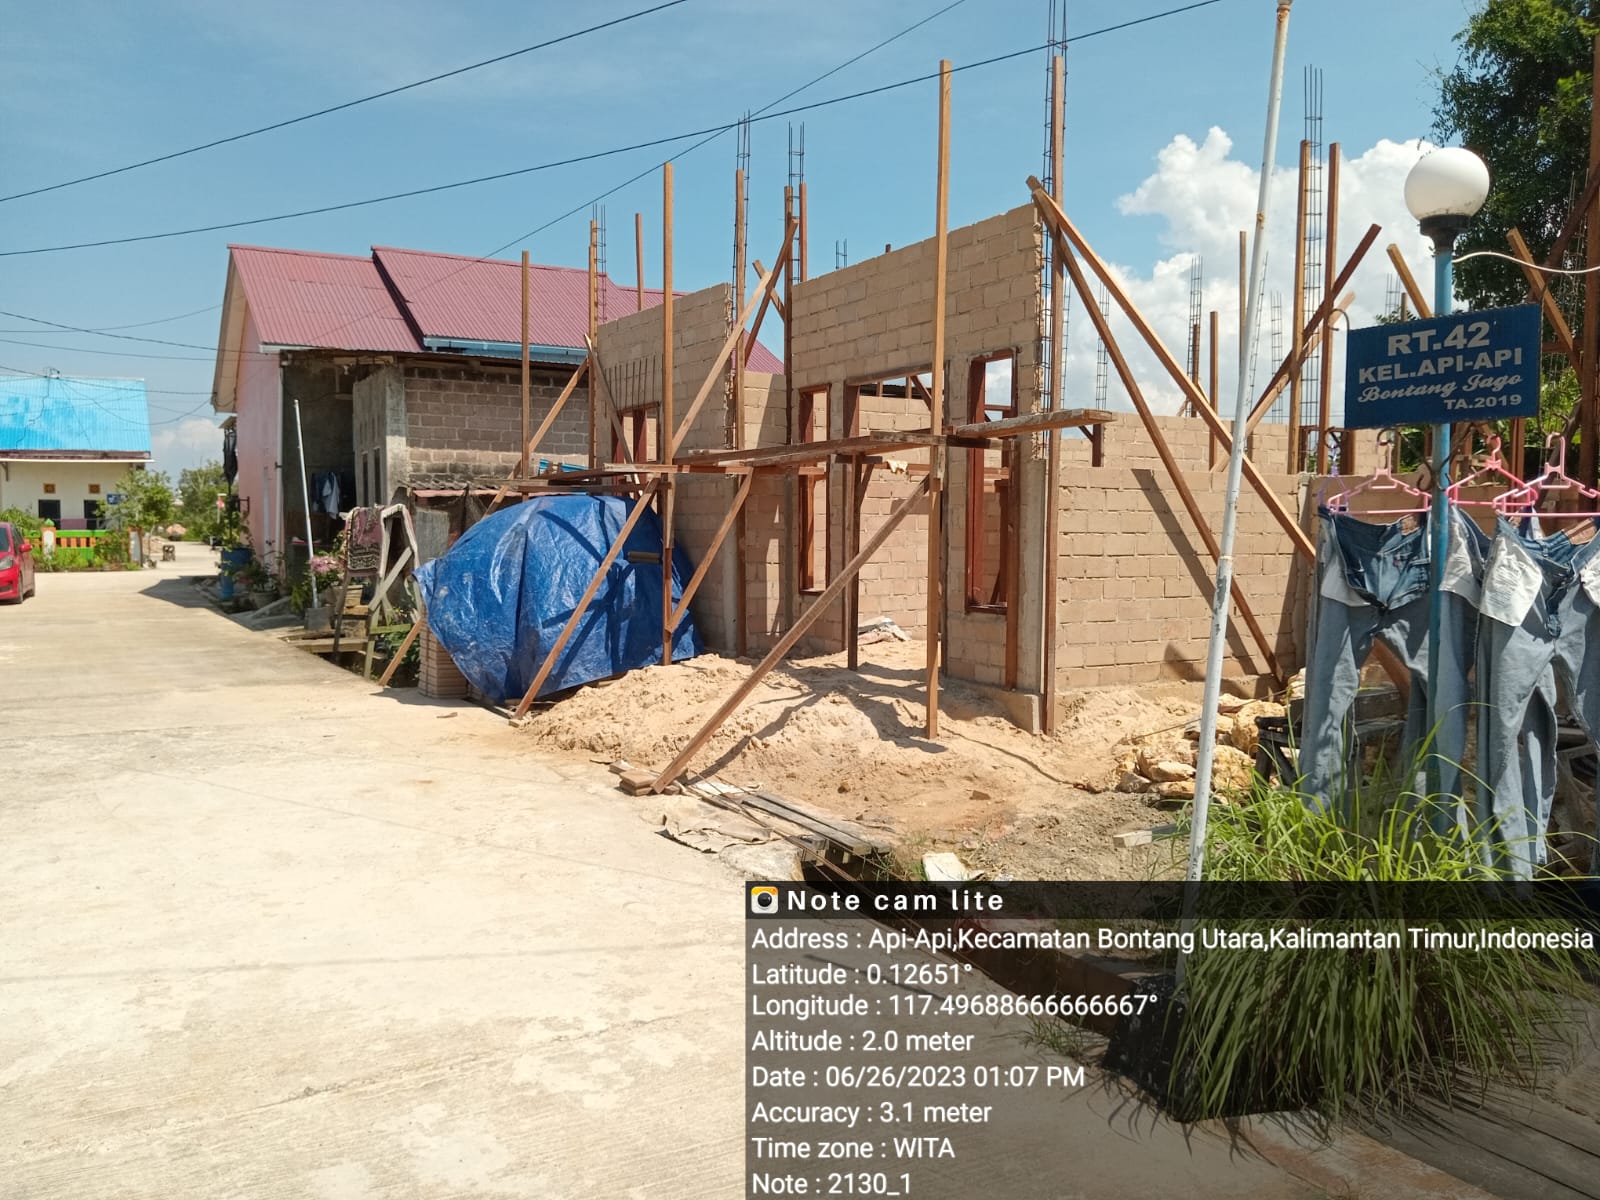 RT.42
KEL.API-API
Bontang Jago
TA.2019
Note cam lite
Address : Api-Api,Kecamatan Bontang Utara,Kalimantan Timur,Indonesia
Latitude : 0.12651°
Longitude : 117.49688666666667°
Altitude : 2.0 meter
Date : 06/26/2023 01:07 PM
Accuracy : 3.1 meter
Time zone : WITA
Note : 2130_1